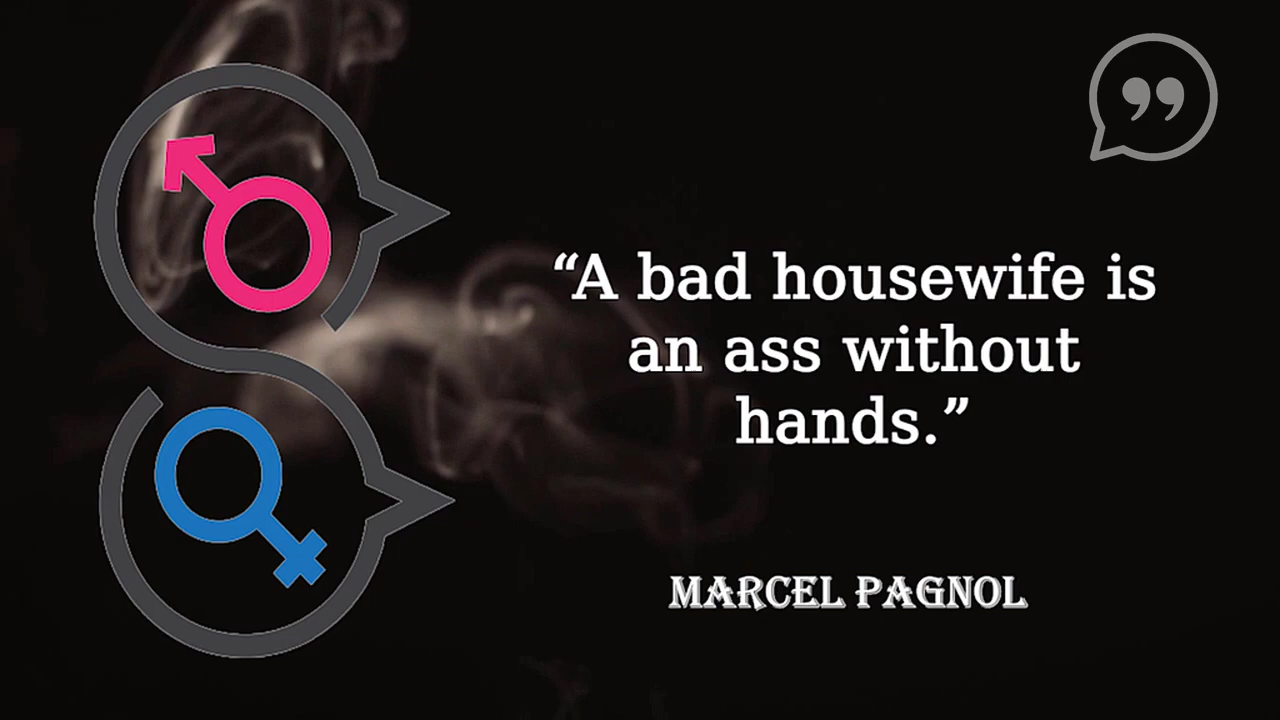 “A bad housewife is
an ass without
hands.”
MARCEL PAGNOL